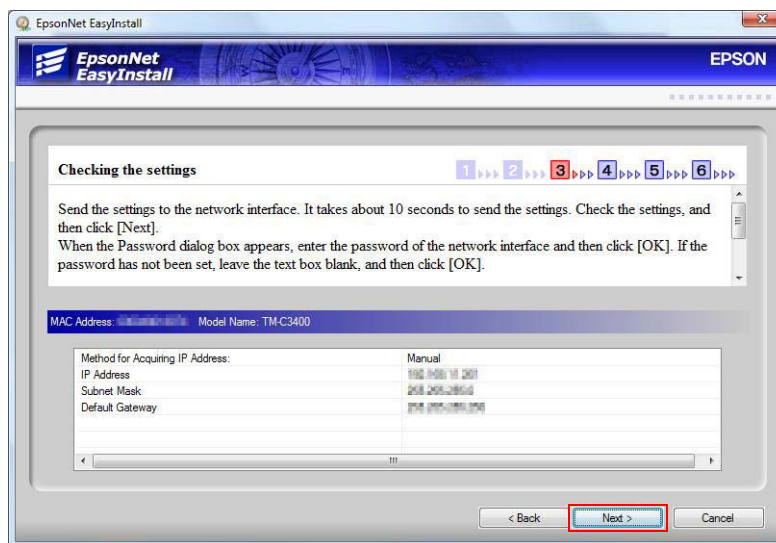 EpsonNet EasyInstall
EpsonNet
EasyInstall
EPSON
Checking the settings
1 2 3 4 5 6
Send the settings to the network interface. It takes about 10 seconds to send the settings. Check the settings, and
then click [Next].
When the Password dialog box appears, enter the password of the network interface and then click [OK]. If the
password has not been set, leave the text box blank, and then click [OK].
MAC Address: Model Name: TM-C3400
Method for Acquiring IP Address: Manual
IP Address
Subnet Mask
Default Gateway
< Back Next > Cancel